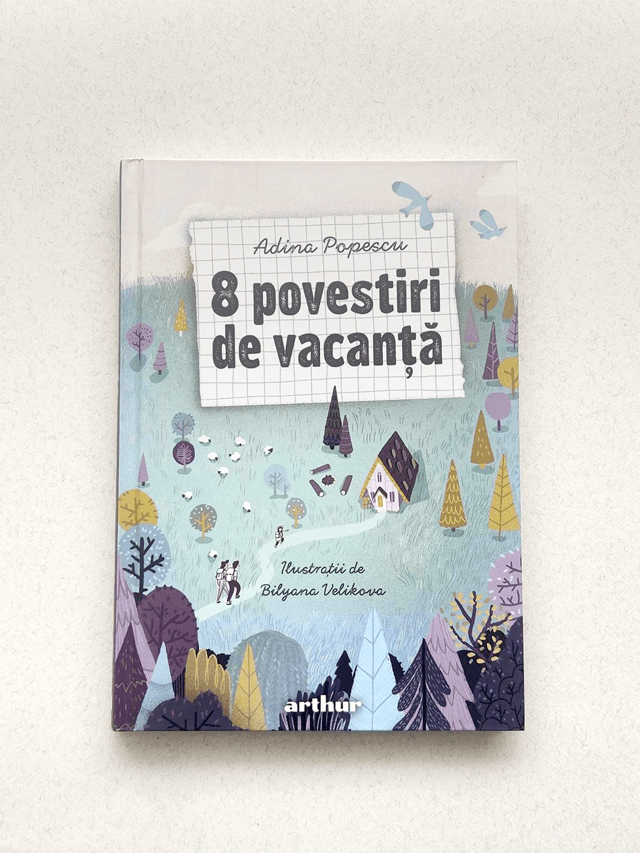 Adina Popescu
8 povestiri
de vacanță
Ilustrații de
Bilyana Velikova
arthur